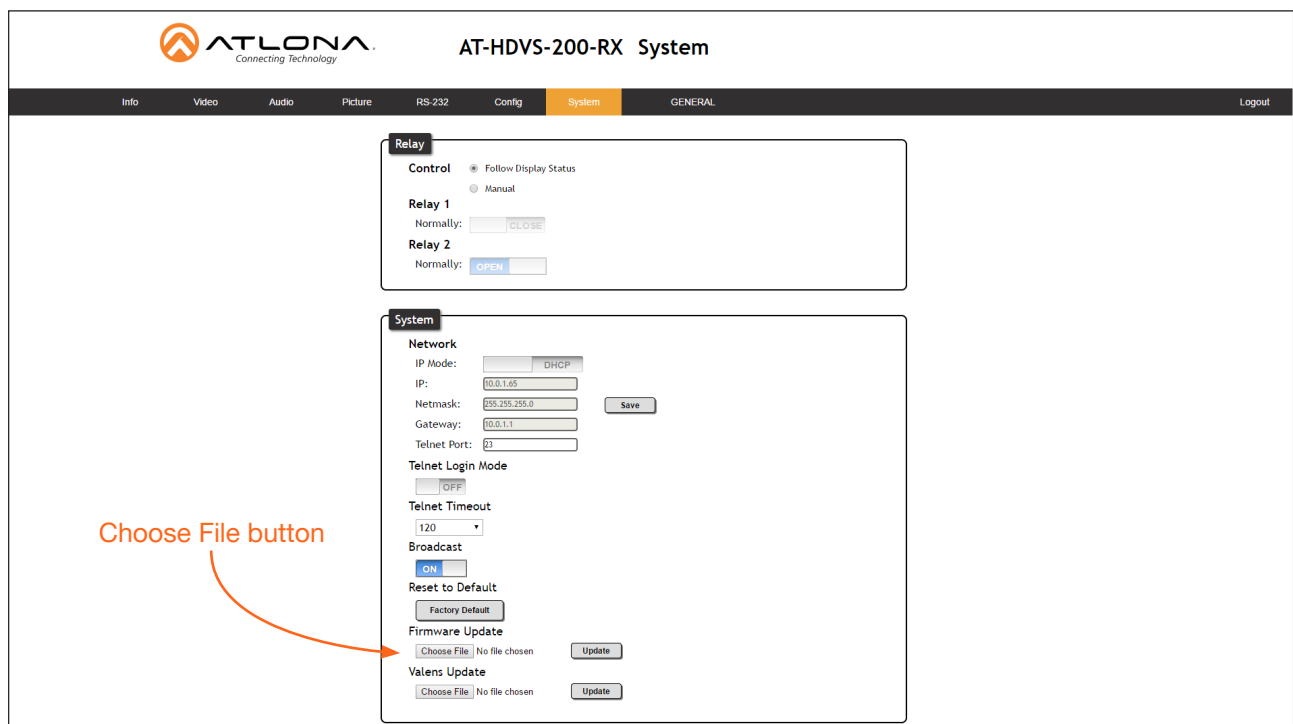 ATLONA.
Connecting Technology
AT-HDVS-200-RX System
Info Video Audio Picture RS-232 Config System GENERAL Logout
Relay
Control Follow Display Status
Manual
Relay 1
Normally: CLOSE
Relay 2
Normally: OPEN
System
Network
IP Mode: DHCP
IP: 10.0.1.65
Netmask: 255.255.255.0 Save
Gateway: 10.0.1.1
Telnet Port: 23
Telnet Login Mode
OFF
Telnet Timeout
120
Choose File button
Broadcast
ON
Reset to Default
Factory Default
Firmware Update
Choose File No file chosen Update
Valens Update
Choose File No file chosen Update